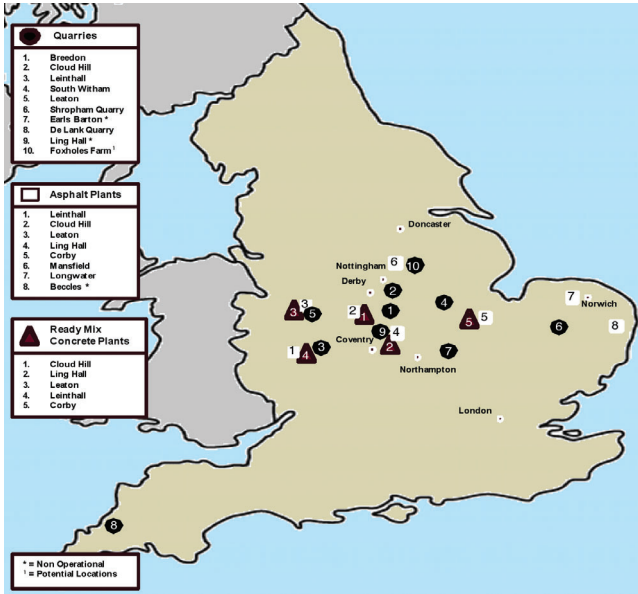 Quarries
1. Breedon
2. Cloud Hill
3. Leinthall
4. South Witham
5. Leaton
6 Shropham Quarry
7. Earls Barton *
8. De Lank Quarry
9. Ling Hall *
10. Foxholes Farm ¹
Asphalt Plants
1. Leinthall
2. Cloud Hill
3. Leaton
4. Ling Hall
5. Corby
6. Mansfield
7. Longwater
8. Beccles *
Ready Mix
Concrete Plants
1. Cloud Hill
2. Ling Hall
3. Leaton
4. Leinthall
5. Corby
Doncaster
Nottingham 6 10
Derby 2
7 Norwich
3 3 5 2 1 1 4 5 5 6 8
9 4
Coventry 2
1 4 3 7
Northampton
London
8
* = Non Operational
¹ = Potential Locations